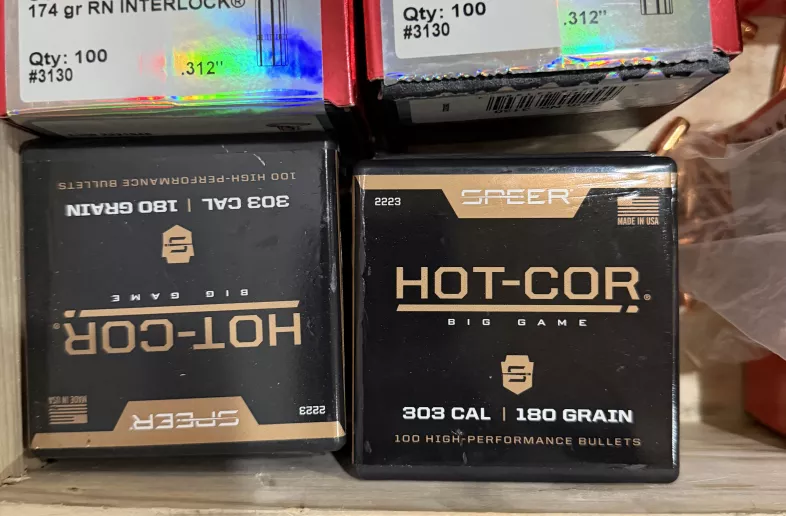 174 gr RN INTERLOCK®
Qty: 100
#3130
.312"
Qty: 100
#3130
.312"
100 HIGH-PERFORMANCE BULLETS
303 CAL | 180 GRAIN
BIG GAME
HOT-COR®
MADE IN USA
SPEER
2223
2223
SPEER
MADE IN USA
HOT-COR®
BIG GAME
303 CAL | 180 GRAIN
100 HIGH-PERFORMANCE BULLETS